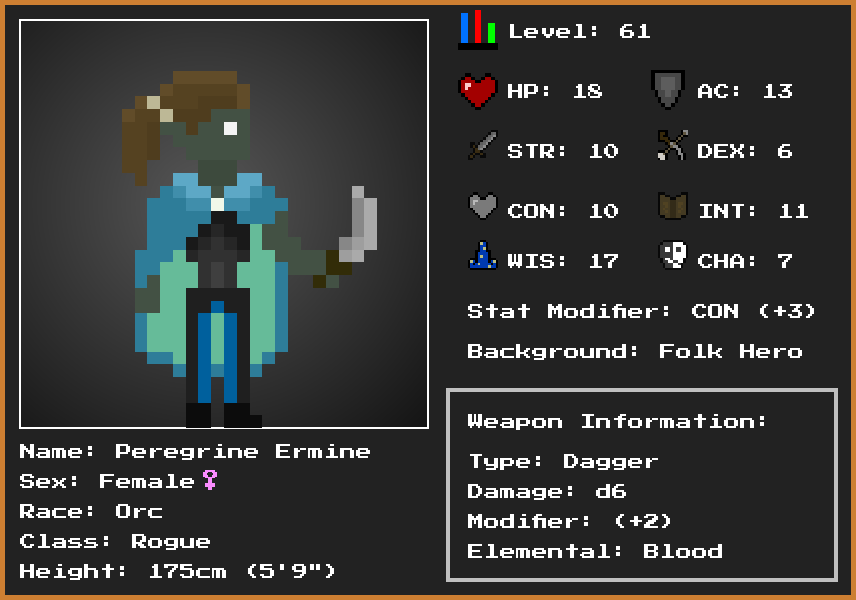 Level: 61
HP: 18 AC: 13
STR: 10 DEX: 6
CON: 10 INT: 11
WIS: 17 CHA: 7
Stat Modifier: CON (+3)
Background: Folk Hero
Weapon Information:
Type: Dagger
Damage: d6
Modifier: (+2)
Elemental: Blood
Name: Peregrine Ermine
Sex: Female♀
Race: Orc
Class: Rogue
Height: 175cm (5'9")